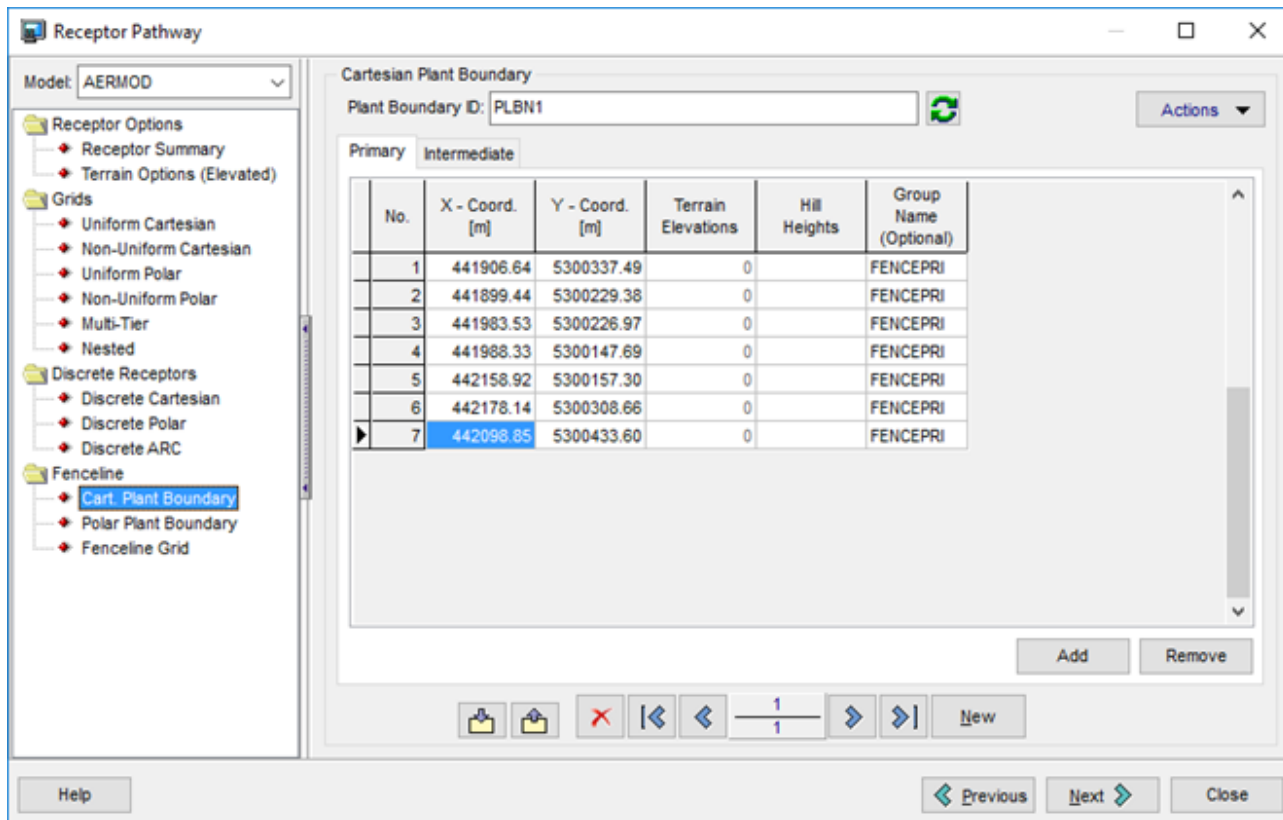 Receptor Pathway
Model: AERMOD
Receptor Options
Receptor Summary
Terrain Options (Elevated)
Grids
Uniform Cartesian
Non-Uniform Cartesian
Uniform Polar
Non-Uniform Polar
Multi-Tier
Nested
Discrete Receptors
Discrete Cartesian
Discrete Polar
Discrete ARC
Fenceline
Cart. Plant Boundary
Polar Plant Boundary
Fenceline Grid
Cartesian Plant Boundary
Plant Boundary ID: PLBN1
Actions
Primary Intermediate
No. X - Coord. [m] Y - Coord. [m] Terrain Elevations Hill Heights Group Name (Optional)
1 441906.64 5300337.49 0 FENCEPRI
2 441899.44 5300229.38 0 FENCEPRI
3 441983.53 5300226.97 0 FENCEPRI
4 441988.33 5300147.69 0 FENCEPRI
5 442158.92 5300157.30 0 FENCEPRI
6 442178.14 5300308.66 0 FENCEPRI
7 442098.85 5300433.60 0 FENCEPRI
Add Remove
1
1
New
Help Previous Next Close